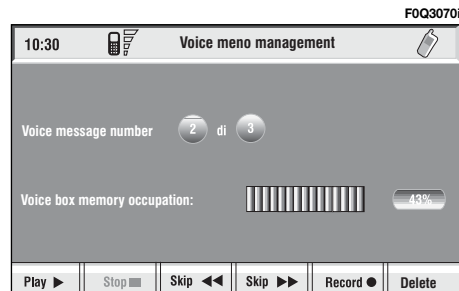 F0Q3070i
10:30 Voice meno management
Voice message number 2 di 3
Voice box memory occupation: 43%
Play Stop Skip Skip Record Delete